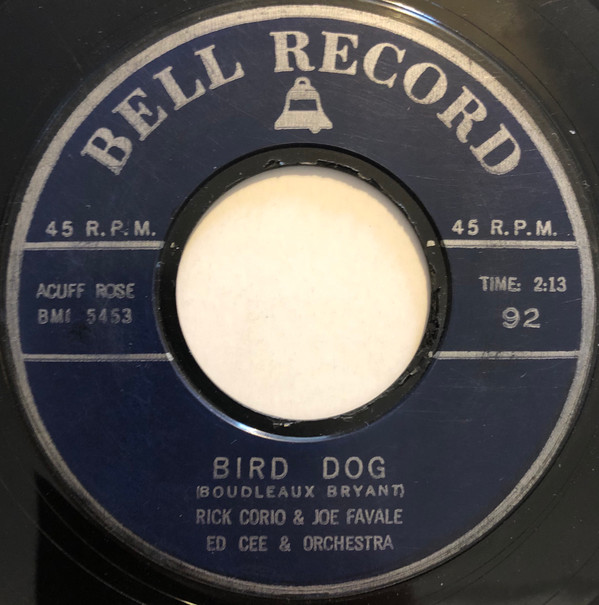 BELL RECORD
45 R.P.M.
45 R.P.M.
ACUFF ROSE
BMI 5453
TIME: 2:13
92
BIRD DOG
(BOUDLEAUX BRYANT)
RICK CORIO & JOE FAVALE
ED CEE & ORCHESTRA